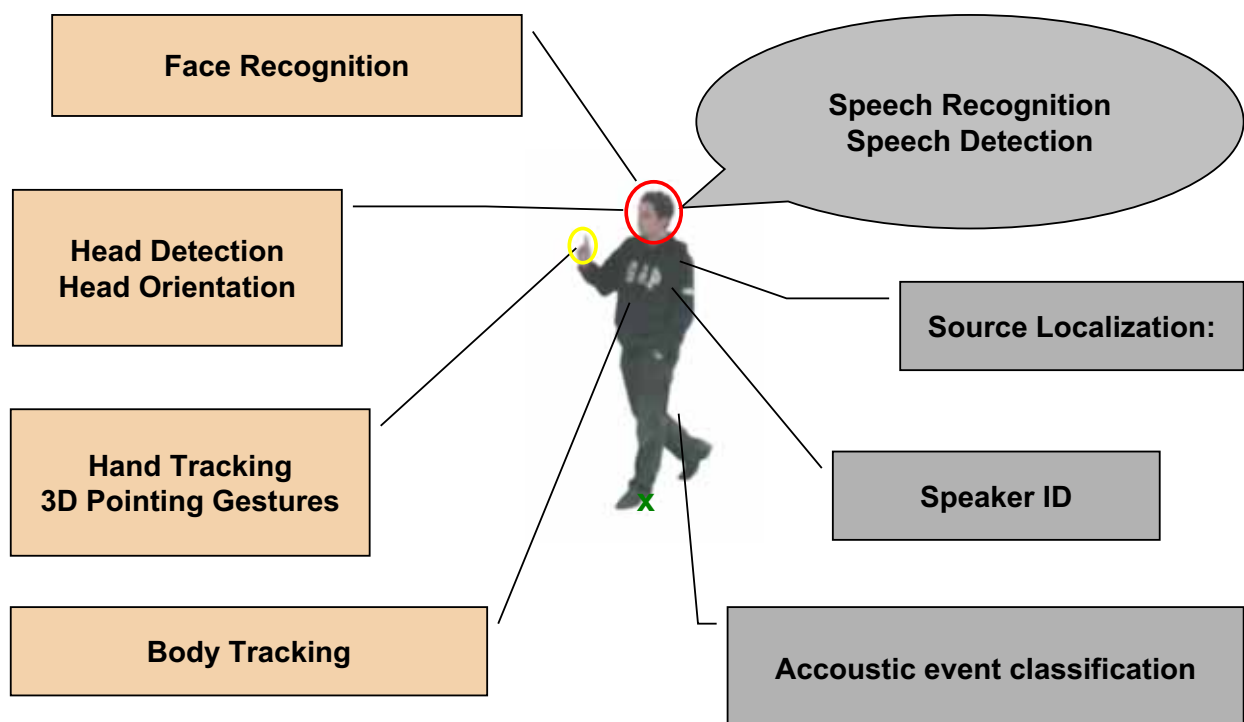 Face Recognition
Speech Recognition
Speech Detection
Head Detection
Head Orientation
GAP
Source Localization:
Hand Tracking
3D Pointing Gestures
Speaker ID
x
Body Tracking
Accoustic event classification